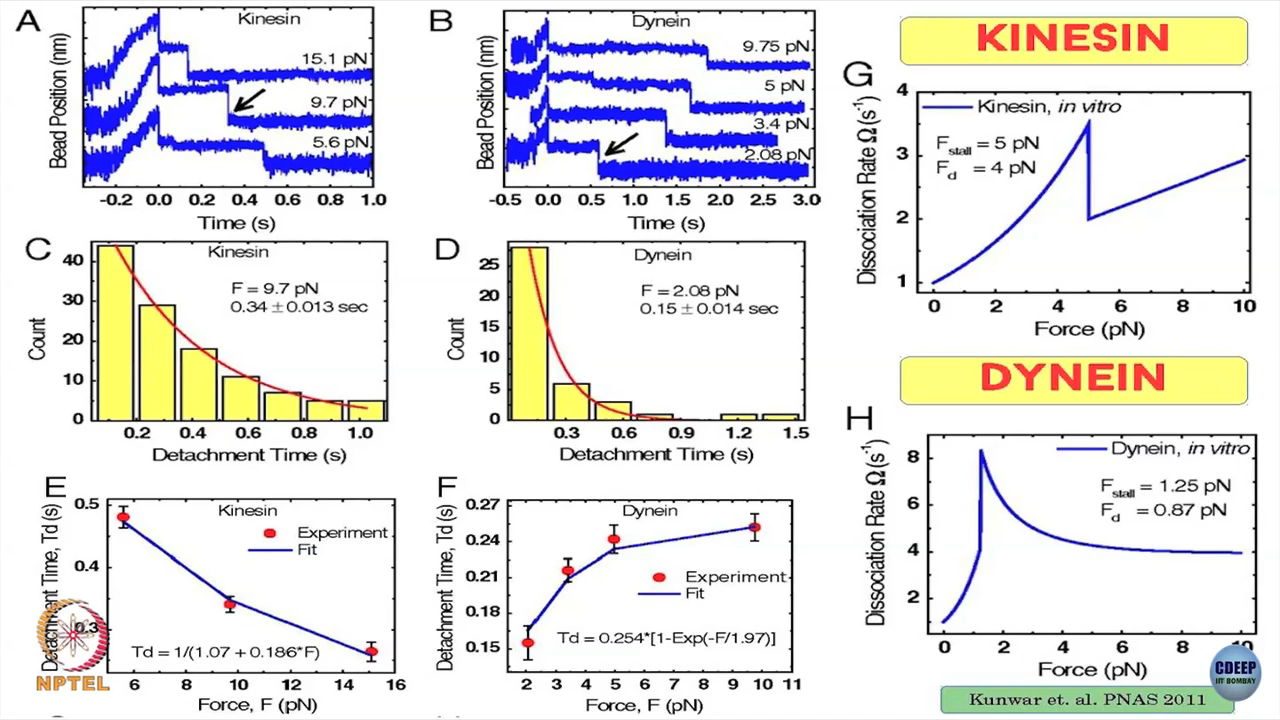 A
Kinesin
Bead Position (nm)
15.1 pN
9.7 pN
5.6 pN
-0.2 0.0 0.2 0.4 0.6 0.8 1.0
Time (s)
B
Dynein
Bead Position (nm)
9.75 pN
5 pN
3.4 pN
2.08 pN
-0.5 0.0 0.5 1.0 1.5 2.0 2.5 3.0
Time (s)
C
Kinesin
F = 9.7 pN
0.34 ± 0.013 sec
Count
40
30
20
10
0
0.2 0.4 0.6 0.8 1.0
Detachment Time (s)
D
Dynein
F = 2.08 pN
0.15 ± 0.014 sec
Count
25
20
15
10
5
0
0.3 0.6 0.9 1.2 1.5
Detachment Time (s)
E
Kinesin
Experiment
Fit
Detachment Time, Td (s)
0.5
0.4
0.3
Td = 1/(1.07 + 0.186*F)
6 8 10 12 14 16
Force, F (pN)
F
Dynein
Experiment
Fit
Detachment Time, Td (s)
0.27
0.24
0.21
0.18
0.15
Td = 0.254*[1-Exp(-F/1.97)]
2 3 4 5 6 7 8 9 10 11
Force, F (pN)
KINESIN
G
Kinesin, in vitro
Fstall = 5 pN
Fd = 4 pN
Dissociation Rate Ω (s-1)
4
3
2
1
0 2 4 6 8 10
Force (pN)
DYNEIN
H
Dynein, in vitro
Fstall = 1.25 pN
Fd = 0.87 pN
Dissociation Rate Ω (s-1)
8
6
4
2
0 2 4 6 8 10
Force (pN)
Kunwar et. al. PNAS 2011
NPTEL
CDEEP
IIT BOMBAY